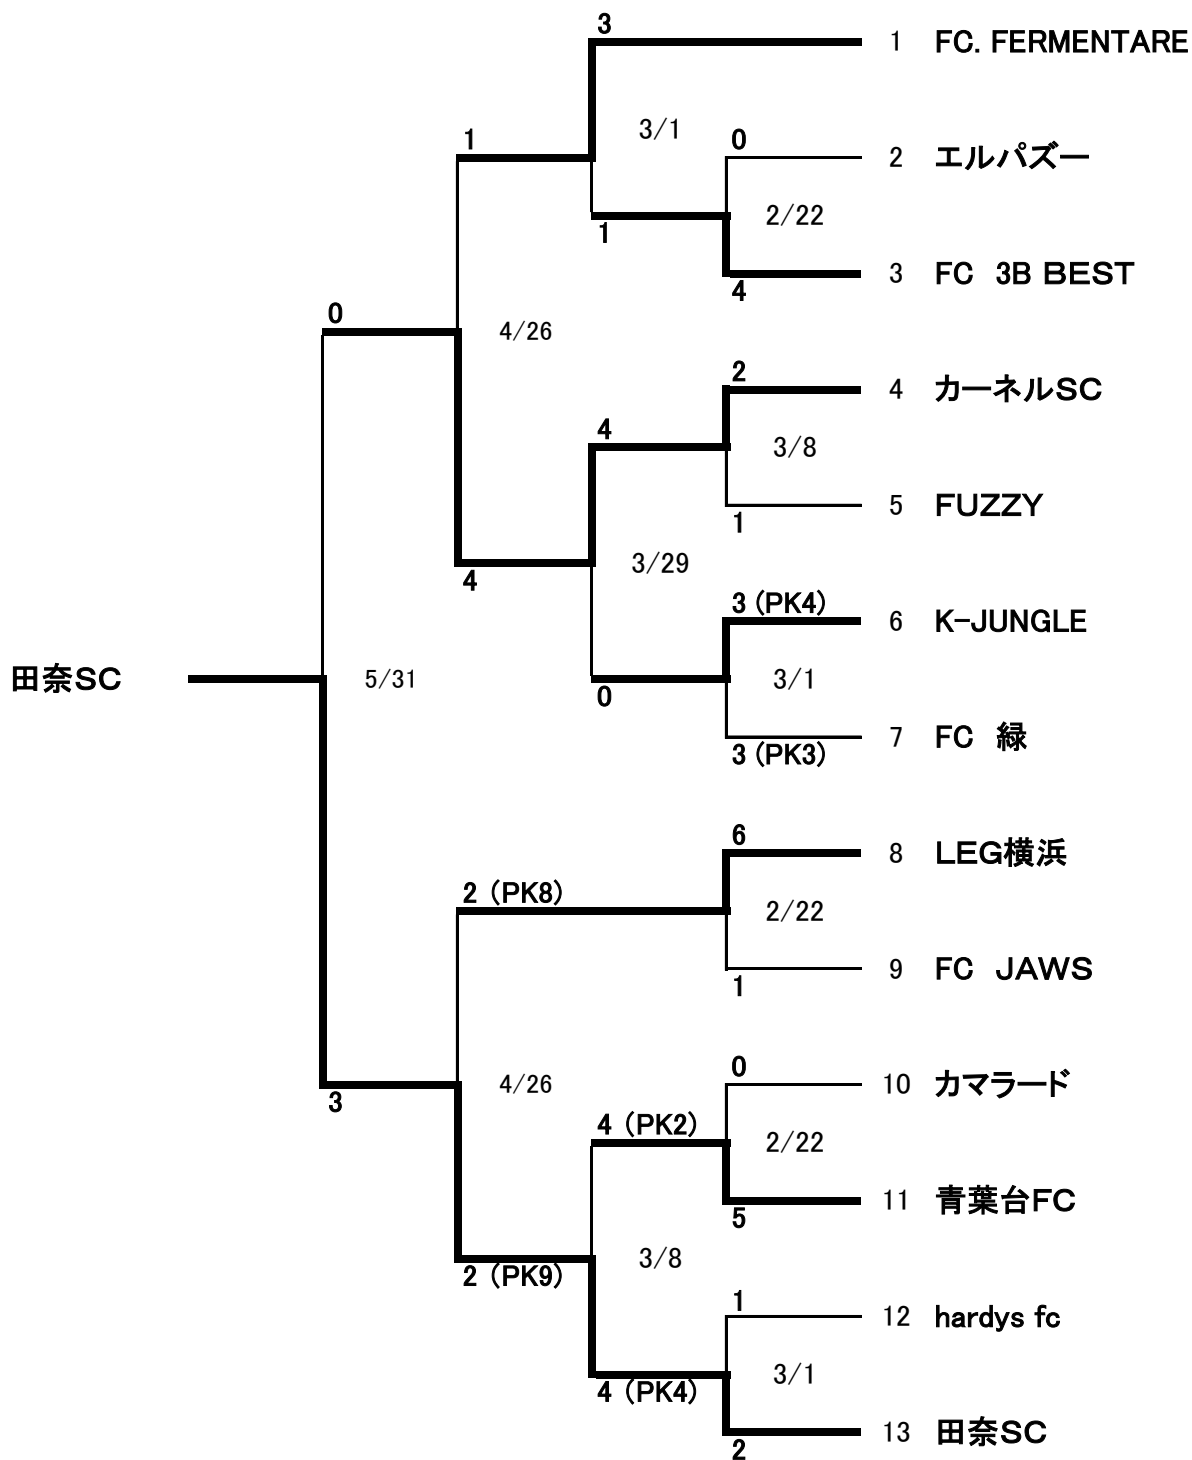 3
1 FC. FERMENTARE
3/1
1
0
2 エルパズー
2/22
1
3 FC 3B BEST
4
0
4/26
2
4 カーネルSC
4
3/8
5 FUZZY
1
3/29
4
3 (PK4)
6 K-JUNGLE
田奈SC
5/31
3/1
0
7 FC 緑
3 (PK3)
6
8 LEG横浜
2 (PK8)
2/22
9 FC JAWS
1
0
4/26
10 カマラード
3
4 (PK2)
2/22
11 青葉台FC
5
3/8
2 (PK9)
1
12 hardys fc
3/1
4 (PK4)
13 田奈SC
2